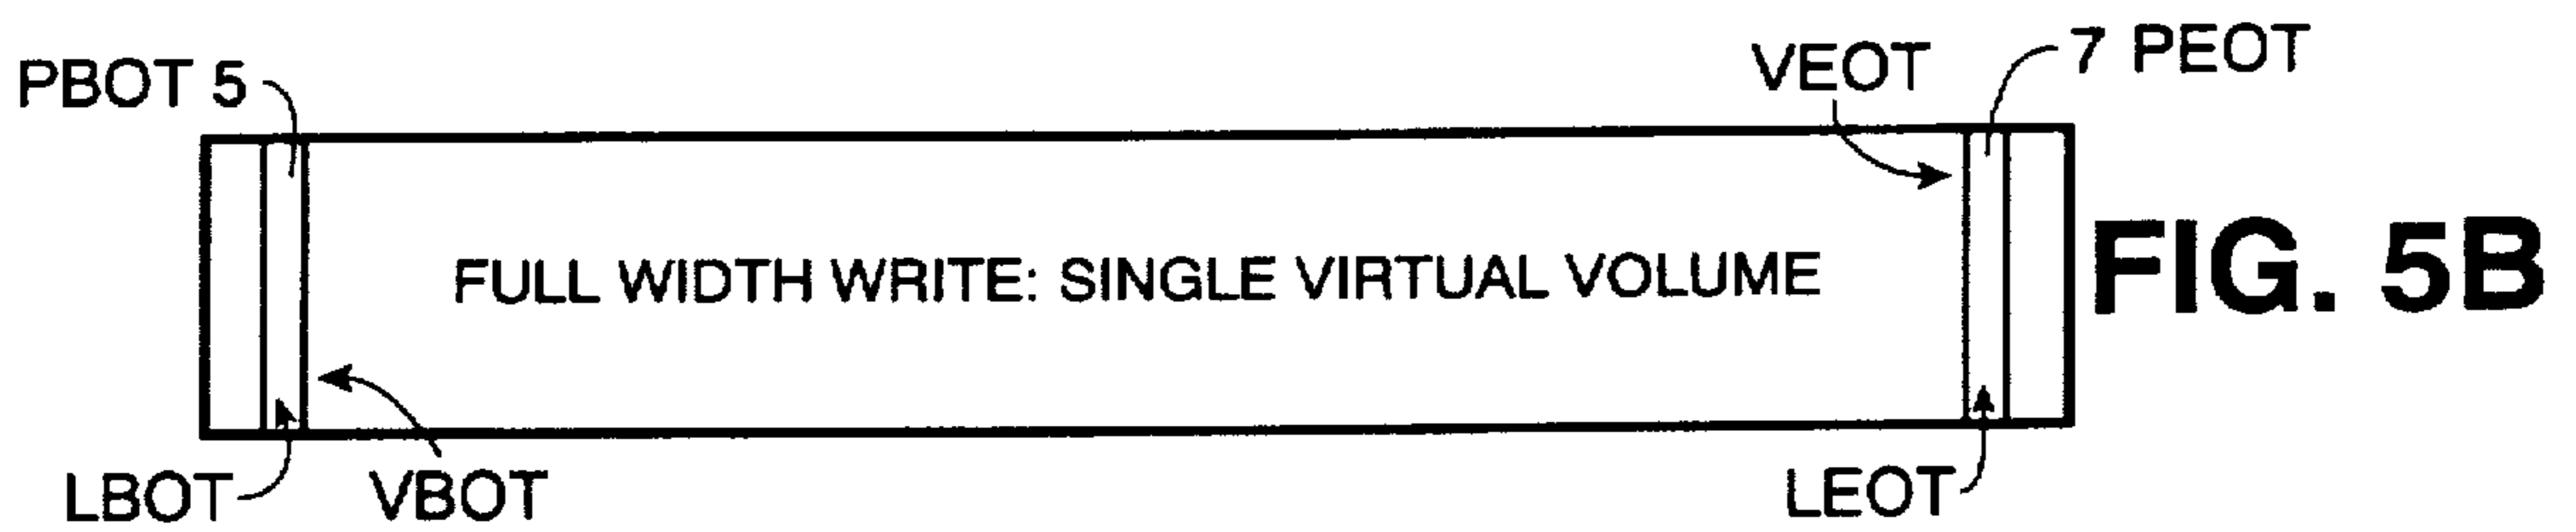 PBOT 5
VEOT
7 PEOT
FULL WIDTH WRITE: SINGLE VIRTUAL VOLUME
FIG. 5B
LBOT
VBOT
LEOT